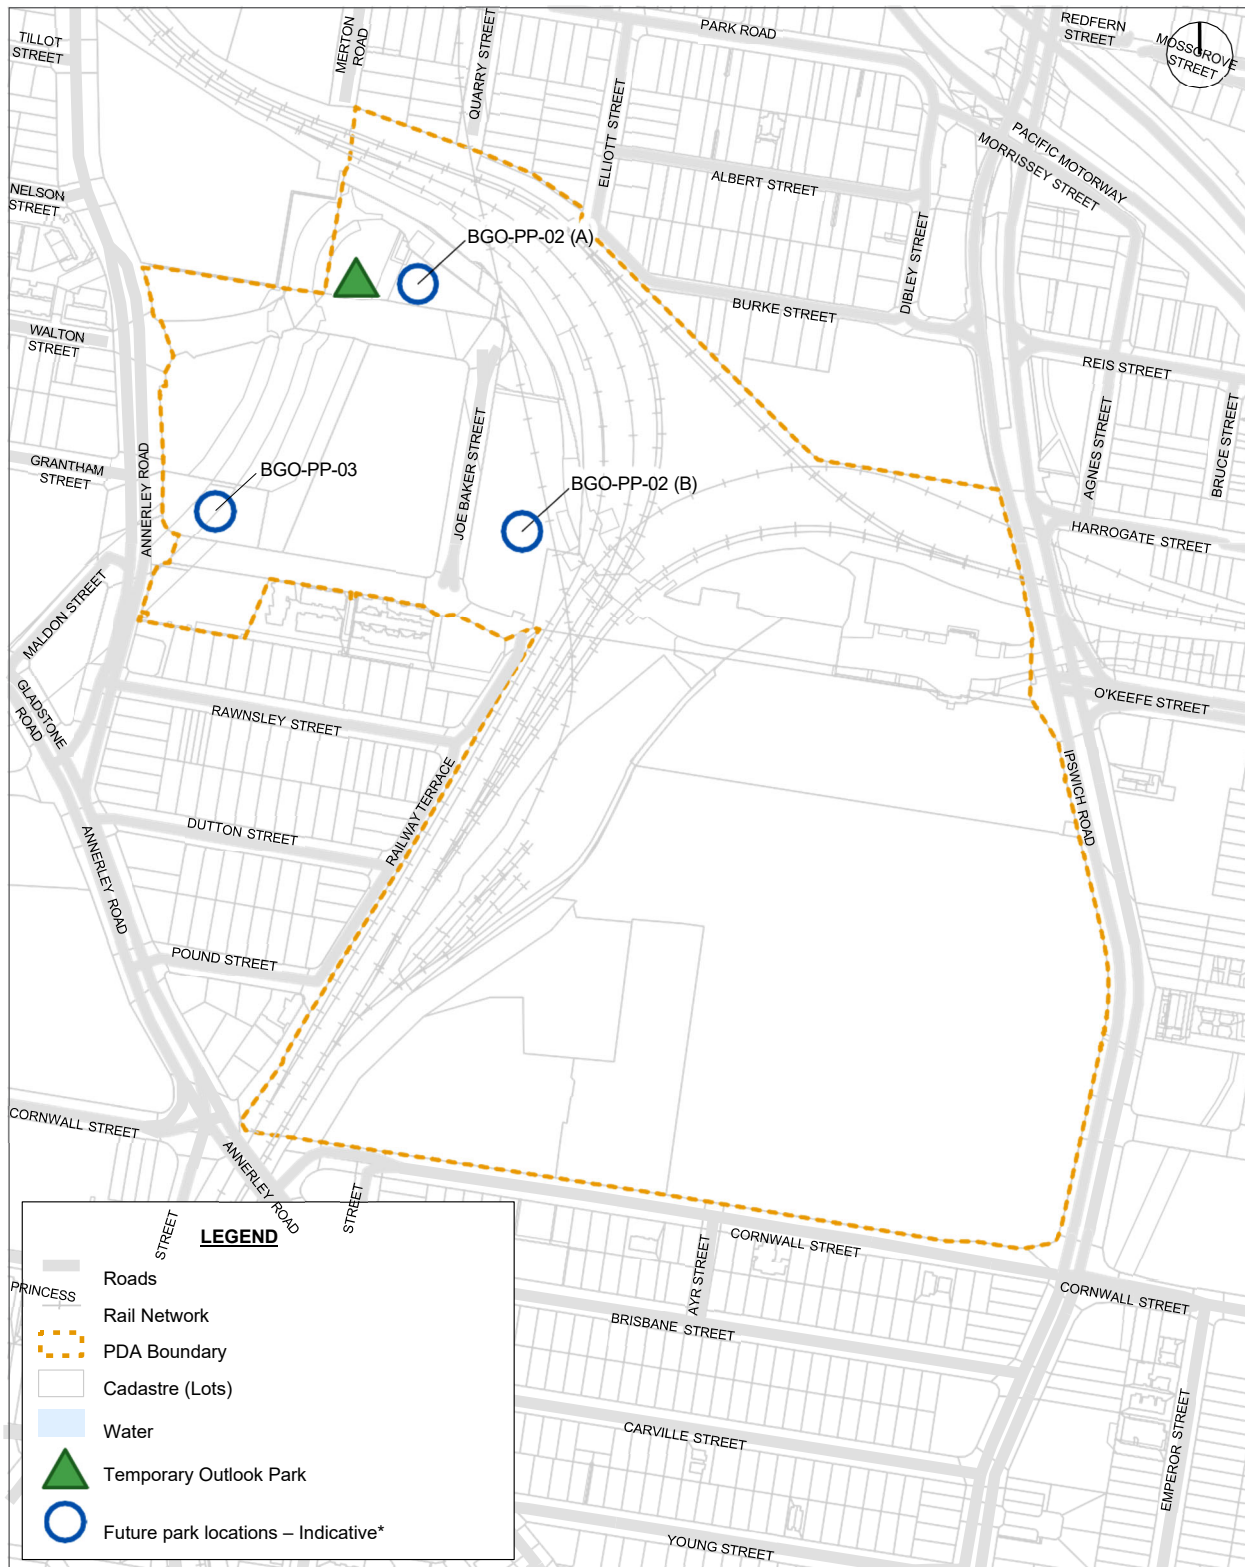 TILLOT
STREET
MERTON
ROAD
QUARRY STREET
PARK ROAD
REDFERN
STREET
MOSSGROVE
STREET
ELLIOTT STREET
PACIFIC MOTORWAY
MORRISSEY STREET
ALBERT STREET
NELSON
STREET
DIBLEY STREET
BGO-PP-02 (A)
BURKE STREET
WALTON
STREET
REIS STREET
AGNES STREET
BRUCE STREET
JOE BAKER STREET
GRANTHAM
STREET
ANNERLEY ROAD
BGO-PP-03
BGO-PP-02 (B)
HARROGATE STREET
MALDON STREET
GLADSTONE
ROAD
RAWNSLEY STREET
O'KEEFE STREET
IPSWICH ROAD
RAILWAY TERRACE
DUTTON STREET
ANNERLEY ROAD
POUND STREET
CORNWALL STREET
ANNERLEY ROAD
STREET
STREET
CORNWALL STREET
AYR STREET
CORNWALL STREET
BRISBANE STREET
CARVILLE STREET
EMPEROR STREET
YOUNG STREET
PRINCESS
LEGEND
Roads
Rail Network
PDA Boundary
Cadastre (Lots)
Water
Temporary Outlook Park
Future park locations – Indicative*